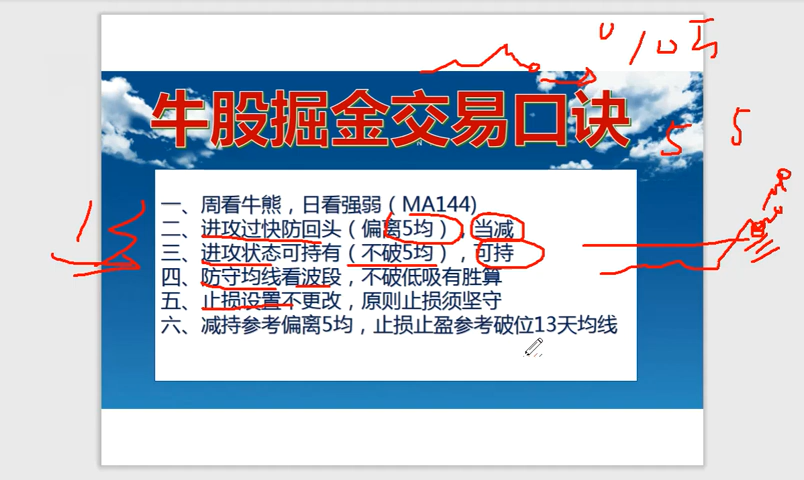 牛股掘金交易口诀
一、周看牛熊，日看强弱（MA144)
二、进攻过快防回头（偏离5均），当减
三、进攻状态可持有（不破5均），可持
四、防守均线看波段，不破低吸有胜算
五、止损设置不更改，原则止损须坚守
六、减持参考偏离5均，止损止盈参考破位13天均线
5 5
13